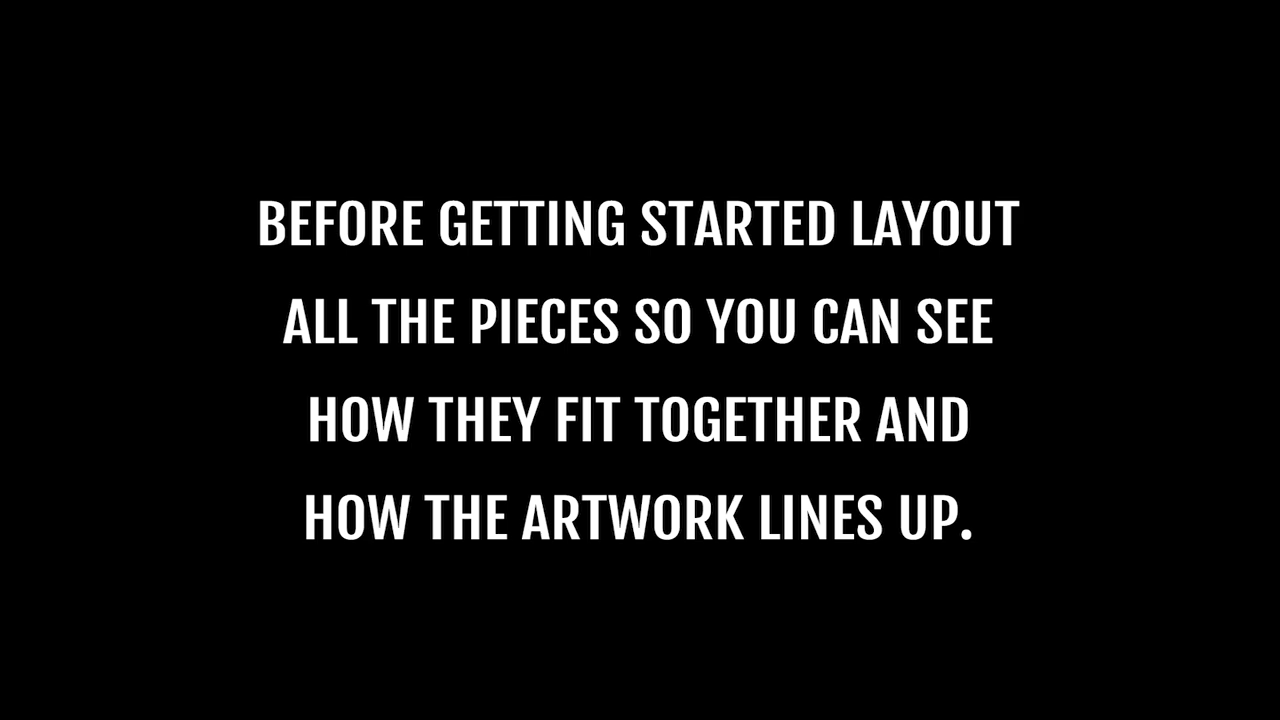 BEFORE GETTING STARTED LAYOUT
ALL THE PIECES SO YOU CAN SEE
HOW THEY FIT TOGETHER AND
HOW THE ARTWORK LINES UP.